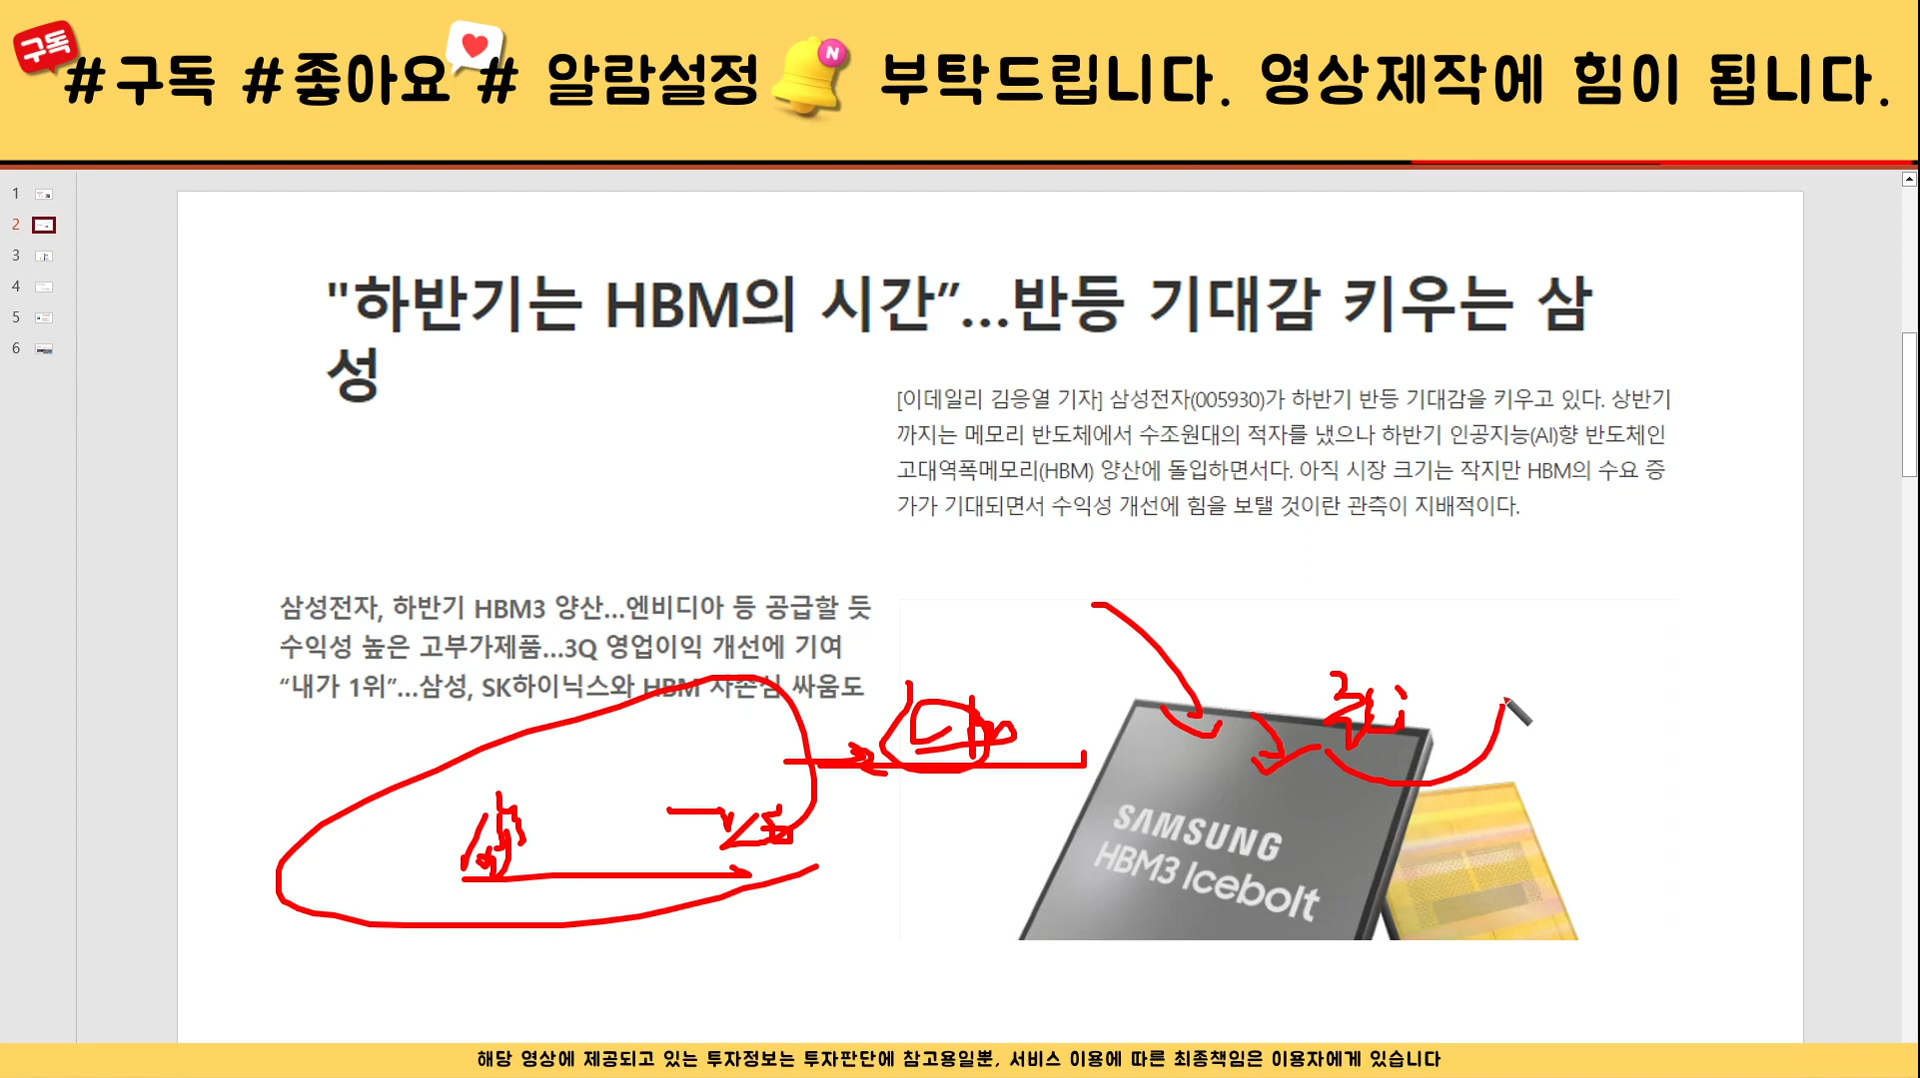 구독
#구독 #좋아요 # 알람설정 N 부탁드립니다. 영상제작에 힘이 됩니다.
1
2
3
4
5
6
"하반기는 HBM의 시간”...반등 기대감 키우는 삼
성
[이데일리 김응열 기자] 삼성전자(005930)가 하반기 반등 기대감을 키우고 있다. 상반기
까지는 메모리 반도체에서 수조원대의 적자를 냈으나 하반기 인공지능(AI)향 반도체인
고대역폭메모리(HBM) 양산에 돌입하면서다. 아직 시장 크기는 작지만 HBM의 수요 증
가가 기대되면서 수익성 개선에 힘을 보탤 것이란 관측이 지배적이다.
삼성전자, 하반기 HBM3 양산...엔비디아 등 공급할 듯
수익성 높은 고부가제품...3Q 영업이익 개선에 기여
“내가 1위”...삼성, SK하이닉스와 HBM 자존심 싸움도
SAMSUNG
HBM3 Icebolt
해당 영상에 제공되고 있는 투자정보는 투자판단에 참고용일뿐, 서비스 이용에 따른 최종책임은 이용자에게 있습니다